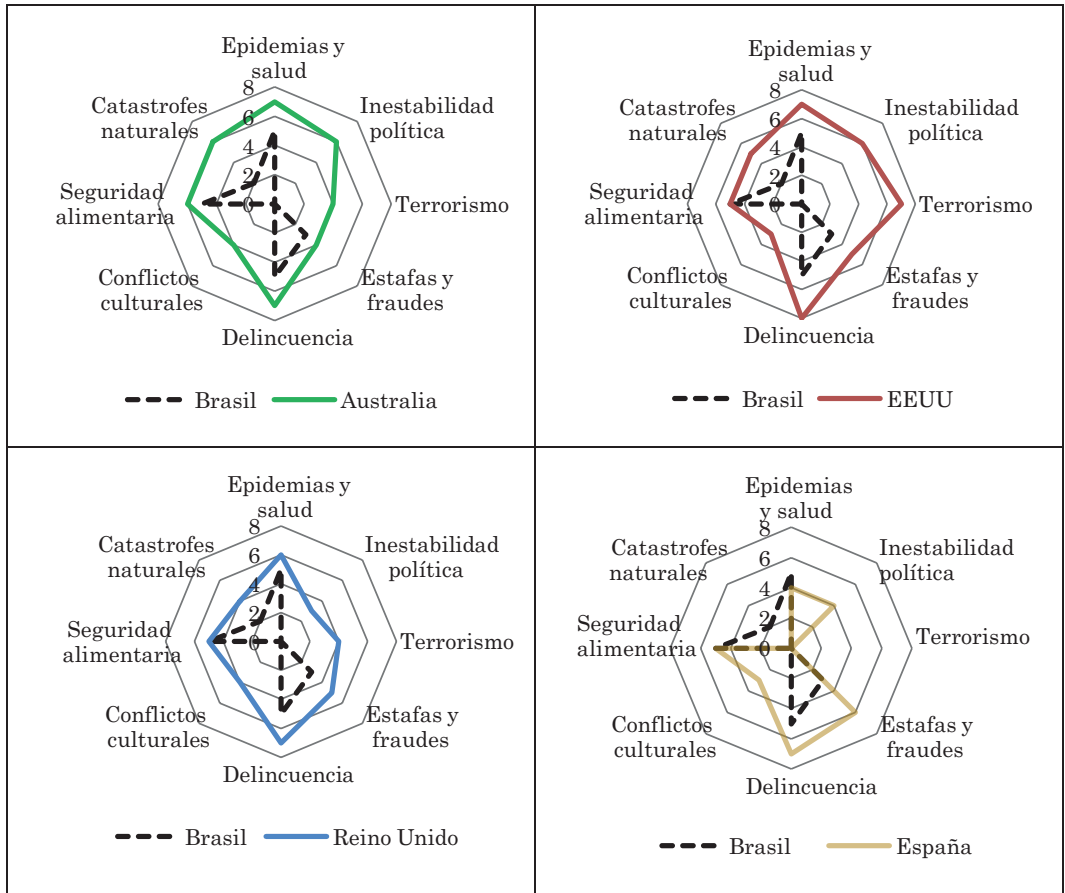 Epidemias y
salud
8
Catastrofes
naturales
Inestabilidad
política
6
4
2
Seguridad
alimentaria
0
Terrorismo
Conflictos
culturales
Estafas y
fraudes
Delincuencia
Brasil
Australia
Epidemias y
salud
8
Catastrofes
naturales
Inestabilidad
política
6
4
2
Seguridad
alimentaria
0
Terrorismo
Conflictos
culturales
Estafas y
fraudes
Delincuencia
Brasil
EEUU
Epidemias y
salud
8
Catastrofes
naturales
Inestabilidad
política
6
4
2
Seguridad
alimentaria
0
Terrorismo
Conflictos
culturales
Estafas y
fraudes
Delincuencia
Brasil
Reino Unido
Epidemias
y salud
8
Catastrofes
naturales
Inestabilidad
política
6
4
2
Seguridad
alimentaria
0
Terrorismo
Conflictos
culturales
Estafas y
fraudes
Delincuencia
Brasil
España